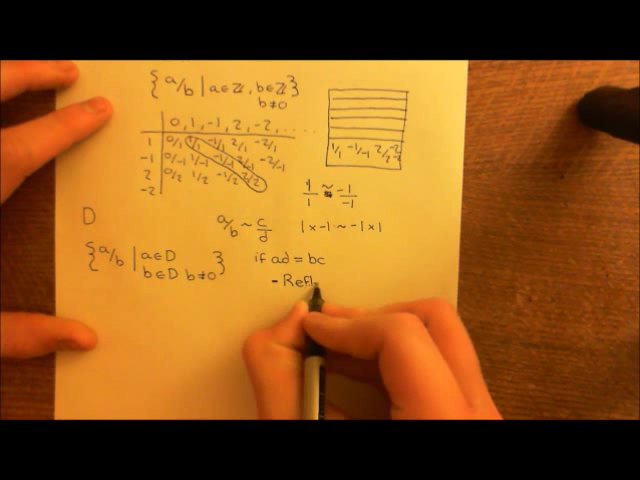 {a/b | a∈ℤ, b∈ℤ}
b≠0
0, 1, -1, 2, -2, . . . . .
1 0/1 1/1 -1/1 2/1 -2/1
-1 0/-1 1/-1 -1/-1 2/-1 -2/-1
2 0/2 1/2 -1/2 2/2
-2
1/1 -1/-1 2/2 -2/-2
1/1 ~ -1/-1
D
a/b ~ c/d 1 x -1 ~ -1 x 1
{a/b | a∈D
b∈D b≠0}
if ad = bc
- Refl